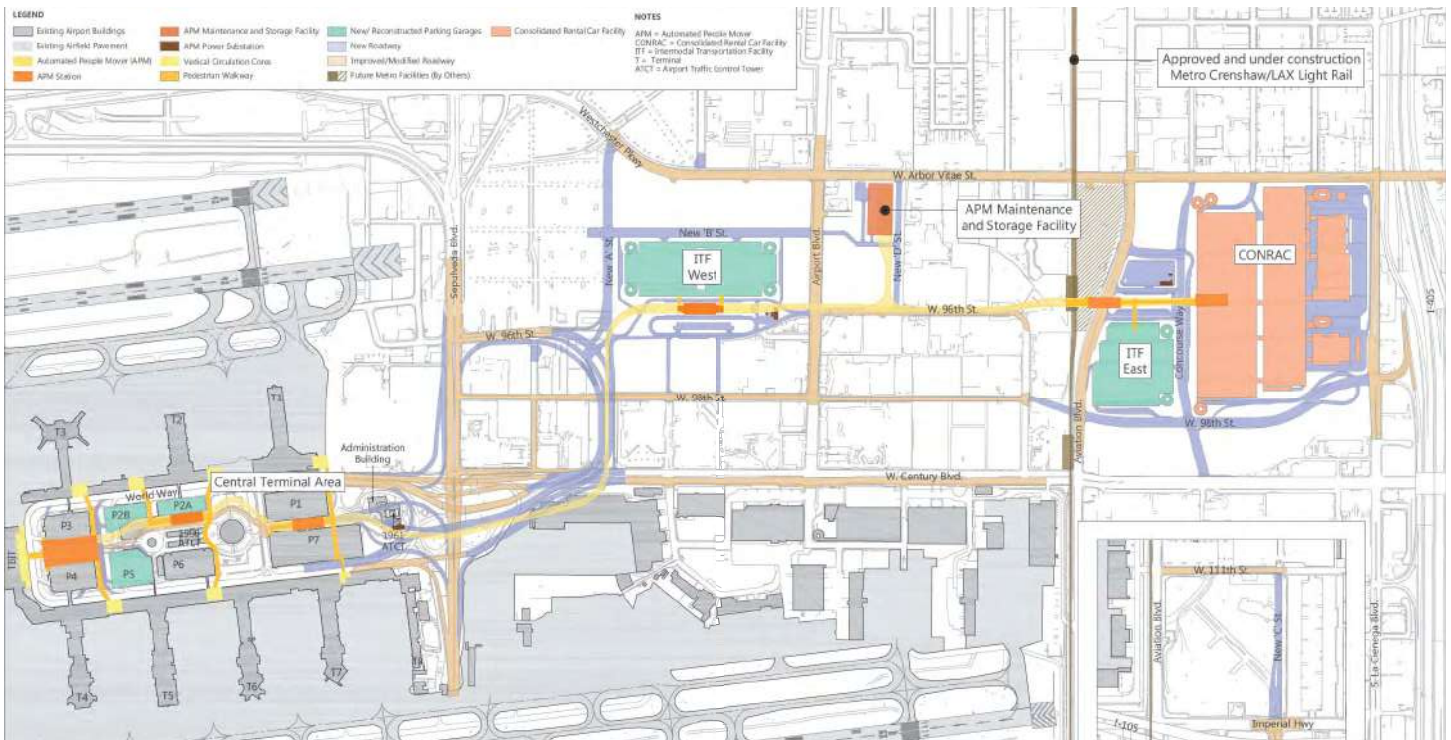 LEGEND
Existing Airport Buildings
Existing Airfield Pavement
Automated People Mover (APM)
APM Station
APM Maintenance and Storage Facility
APM Power Substation
Vertical Circulation Cores
Pedestrian Walkway
New/ Reconstructed Parking Garages
New Roadway
Improved/Modified Roadway
Future Metro Facilities (By Others)
Consolidated Rental Car Facility
NOTES
APM = Automated People Mover
CONRAC = Consolidated Rental Car Facility
ITF = Intermodal Transportation Facility
T = Terminal
ATCT = Airport Traffic Control Tower
Approved and under construction
Metro Crenshaw/LAX Light Rail
Westchester Pkwy.
W. Arbor Vitae St.
APM Maintenance
and Storage Facility
New 'A' St.
New 'B' St.
New 'D' St.
ITF
West
Airport Blvd.
Sepulveda Blvd.
CONRAC
I-405
W. 96th St.
W. 96th St.
ITF
East
Concourse Way
W. 98th St.
W. 98th St.
Aviation Blvd.
W. Century Blvd.
Administration
Building
Central Terminal Area
World Way
T1
T2
T3
P1
P2A
P2B
P3
P4
P5
P6
P7
1996
ATCT
1961
ATCT
TBIT
T4
T5
T6
T7
T8
W. 111th St.
Aviation Blvd.
New 'C' St
S La Cienega Blvd.
I-105
Imperial Hwy